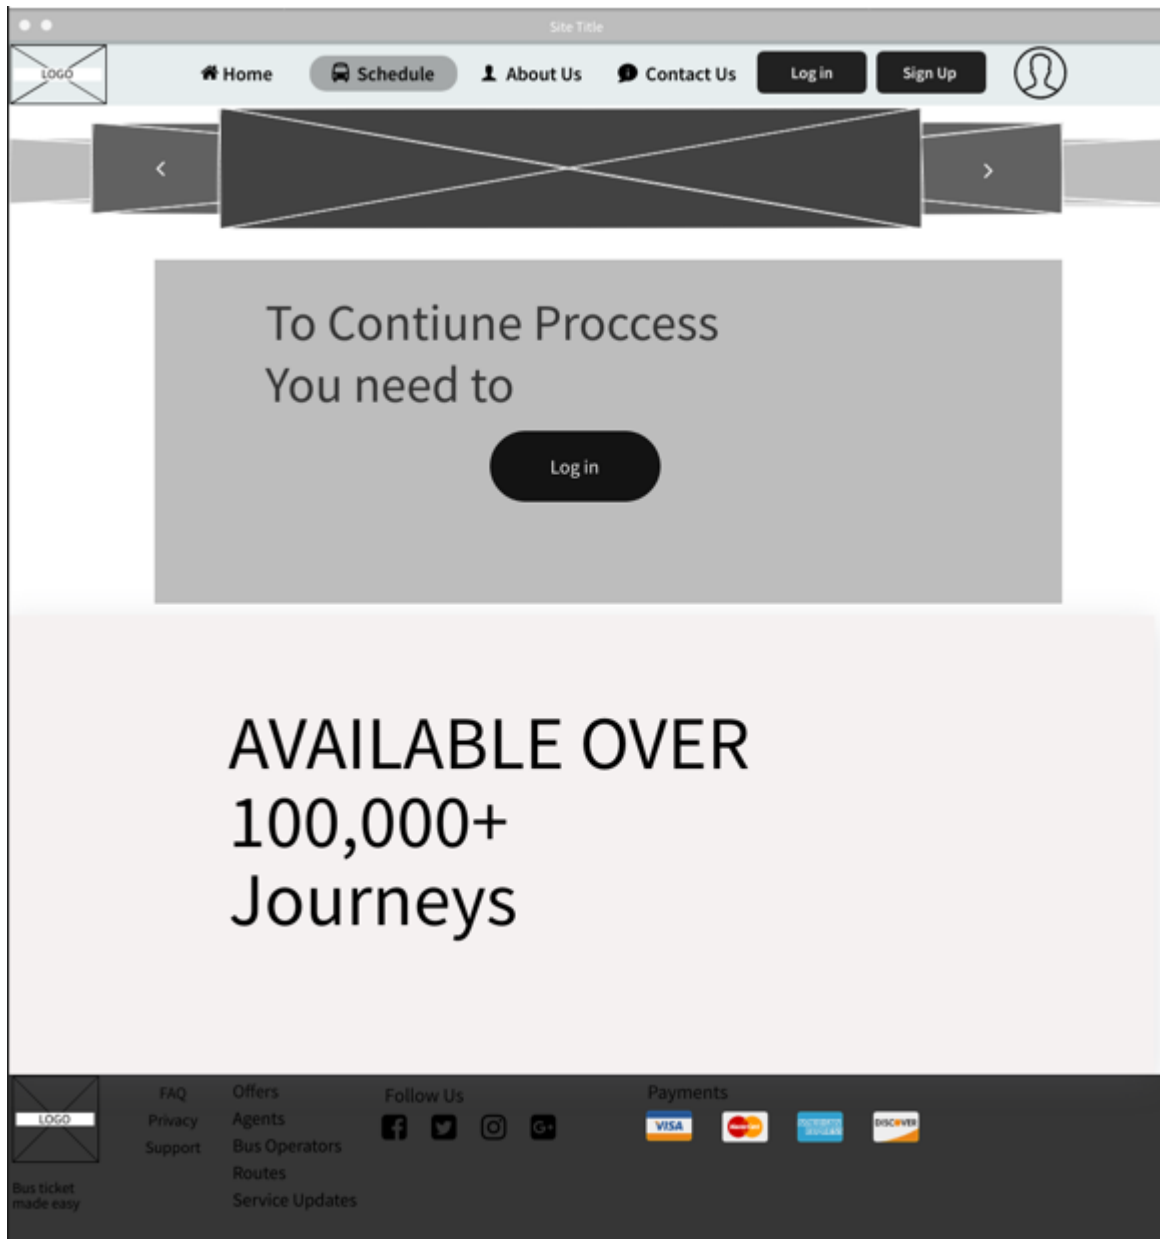 Site Title
LOGO
Home
Schedule
About Us
Contact Us
Log in
Sign Up
To Contiune Proccess
You need to
Log in
AVAILABLE OVER
100,000+
Journeys
LOGO
Bus ticket
made easy
FAQ
Privacy
Support
Offers
Agents
Bus Operators
Routes
Service Updates
Follow Us
G+
Payments
VISA
DISCOVER